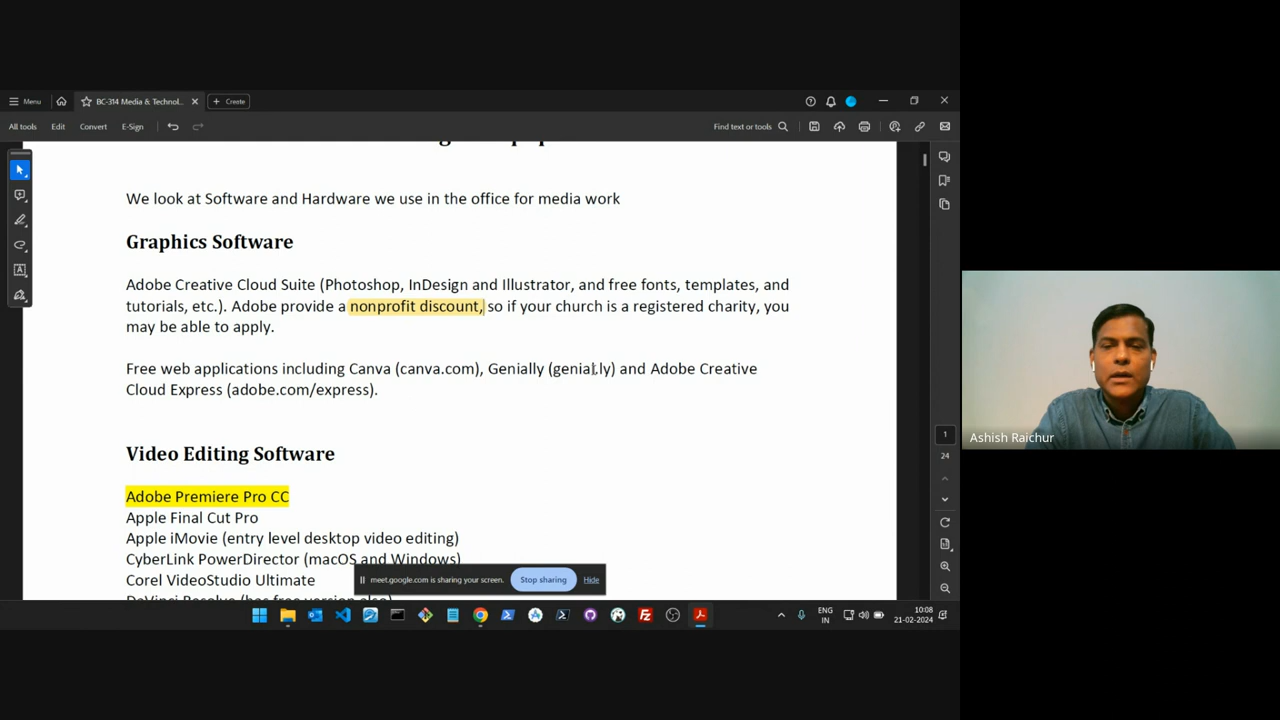 Menu
BC-314 Media & Technol...
Create
All tools
Edit
Convert
E-Sign
Find text or tools
We look at Software and Hardware we use in the office for media work
Graphics Software
Adobe Creative Cloud Suite (Photoshop, InDesign and Illustrator, and free fonts, templates, and
tutorials, etc.). Adobe provide a nonprofit discount, so if your church is a registered charity, you
may be able to apply.
Free web applications including Canva (canva.com), Genially (genial.ly) and Adobe Creative
Cloud Express (adobe.com/express).
Video Editing Software
Adobe Premiere Pro CC
Apple Final Cut Pro
Apple iMovie (entry level desktop video editing)
CyberLink PowerDirector (macOS and Windows)
Corel VideoStudio Ultimate
DaVinci Resolve (has free version also)
1
24
meet.google.com is sharing your screen.
Stop sharing
Hide
ENG
IN
10:08
21-02-2024
Ashish Raichur